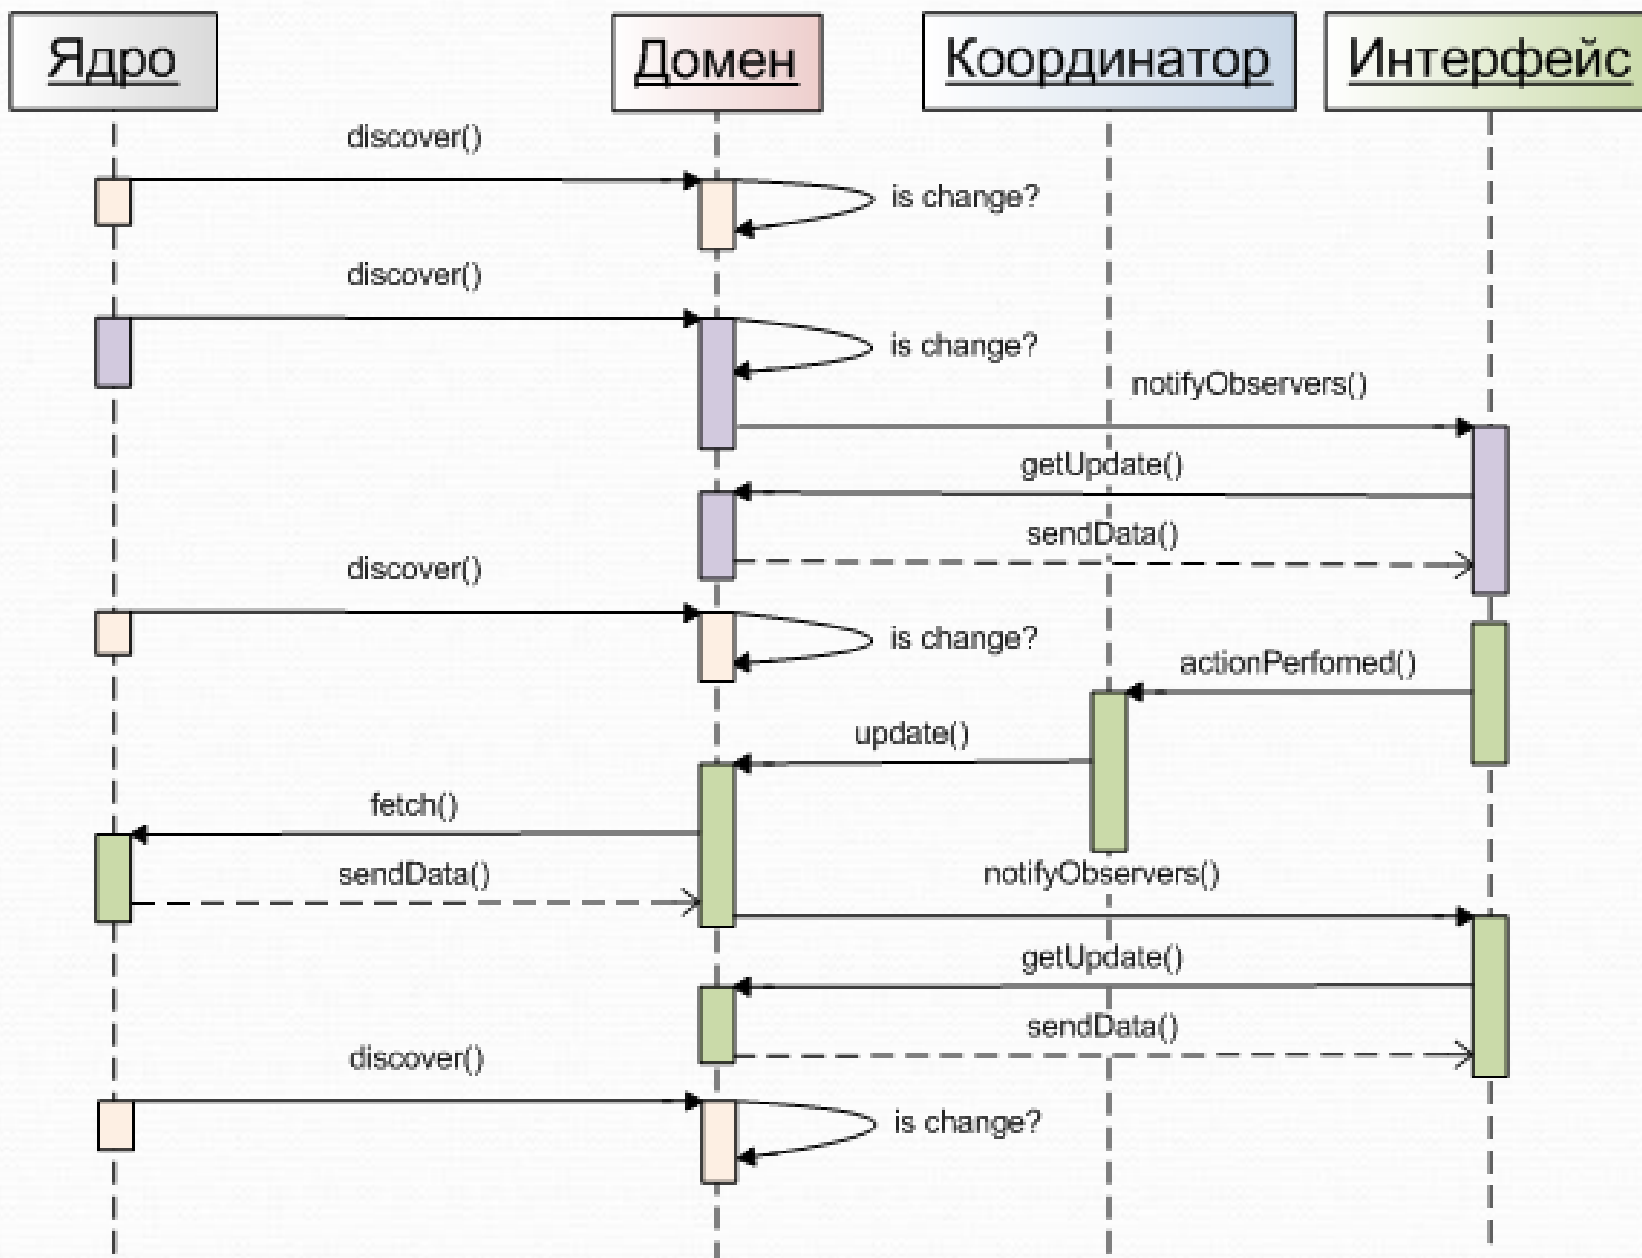 Ядро
Домен
Координатор
Интерфейс
discover()
is change?
discover()
is change?
notifyObservers()
getUpdate()
sendData()
discover()
is change?
actionPerfomed()
update()
fetch()
sendData()
notifyObservers()
getUpdate()
sendData()
discover()
is change?